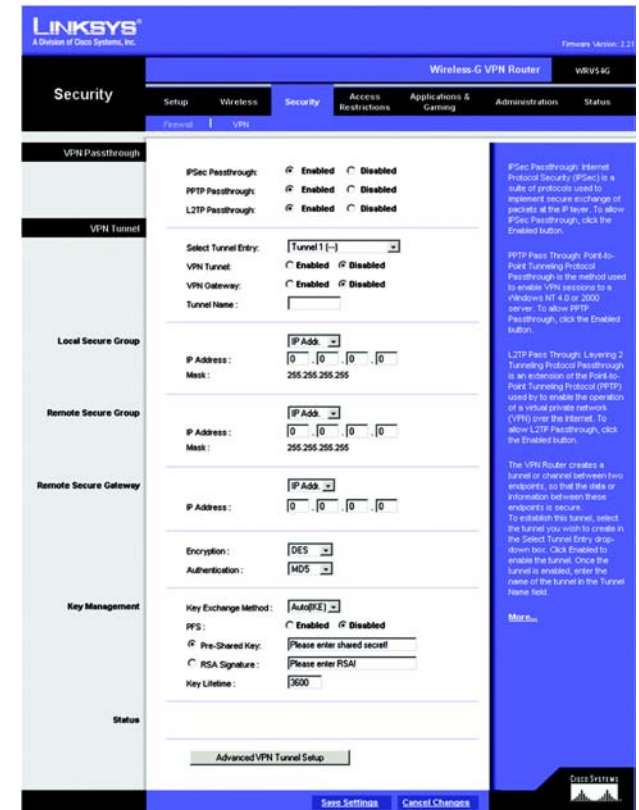 LINKSYS®
A Division of Cisco Systems, Inc.
Firmware Version: 2.21
Wireless-G VPN Router
WRV54G
Security
Setup
Wireless
Security
Access Restrictions
Applications & Gaming
Administration
Status
Firewall | VPN
VPN Passthrough
IPSec Passthrough: Enabled Disabled
PPTP Passthrough: Enabled Disabled
L2TP Passthrough: Enabled Disabled
VPN Tunnel
Select Tunnel Entry: Tunnel 1 (--)
VPN Tunnel: Enabled Disabled
VPN Gateway: Enabled Disabled
Tunnel Name :
Local Secure Group
IP Addr.
IP Address : 0 . 0 . 0 . 0
Mask : 255.255.255.255
Remote Secure Group
IP Addr.
IP Address : 0 . 0 . 0 . 0
Mask : 255.255.255.255
Remote Secure Gateway
IP Addr.
IP Address : 0 . 0 . 0 . 0
Encryption : DES
Authentication : MD5
Key Management
Key Exchange Method : Auto(IKE)
PFS : Enabled Disabled
Pre-Shared Key: Please enter shared secret!
RSA Signature : Please enter RSA!
Key Lifetime : 3600
Status
Advanced VPN Tunnel Setup
Save Settings
Cancel Changes
IPSec Passthrough: Internet
Protocol Security (IPSec) is a
suite of protocols used to
implement secure exchange of
packets at the IP layer. To allow
IPSec Passthrough, click the
Enabled button.
PPTP Pass Through: Point-to-
Point Tunneling Protocol
Passthrough is the method used
to enable VPN sessions to a
Windows NT 4.0 or 2000
server. To allow PPTP
Passthrough, click the Enabled
button.
L2TP Pass Through: Layering 2
Tunneling Protocol Passthrough
is an extension of the Point-to-
Point Tunneling Protocol (PPTP)
used by to enable the operation
of a virtual private network
(VPN) over the Internet. To
allow L2TP Passthrough, click
the Enabled button.
The VPN Router creates a
tunnel or channel between two
endpoints, so that the data or
information between these
endpoints is secure.
To establish this tunnel, select
the tunnel you wish to create in
the Select Tunnel Entry drop-
down box. Click Enabled to
enable the tunnel. Once the
tunnel is enabled, enter the
name of the tunnel in the Tunnel
Name field.
More...
CISCO SYSTEMS